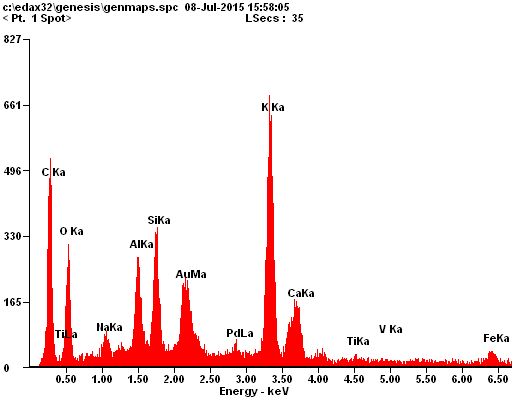 c:\edax32\genesis\genmaps.spc 08-Jul-2015 15:58:05
< Pt. 1 Spot> LSecs : 35
827
661
496
330
165
0
C Ka
TiLa
O Ka
NaKa
AlKa
SiKa
AuMa
PdLa
K Ka
CaKa
TiKa
V Ka
FeKa
0.50 1.00 1.50 2.00 2.50 3.00 3.50 4.00 4.50 5.00 5.50 6.00 6.50
Energy - keV